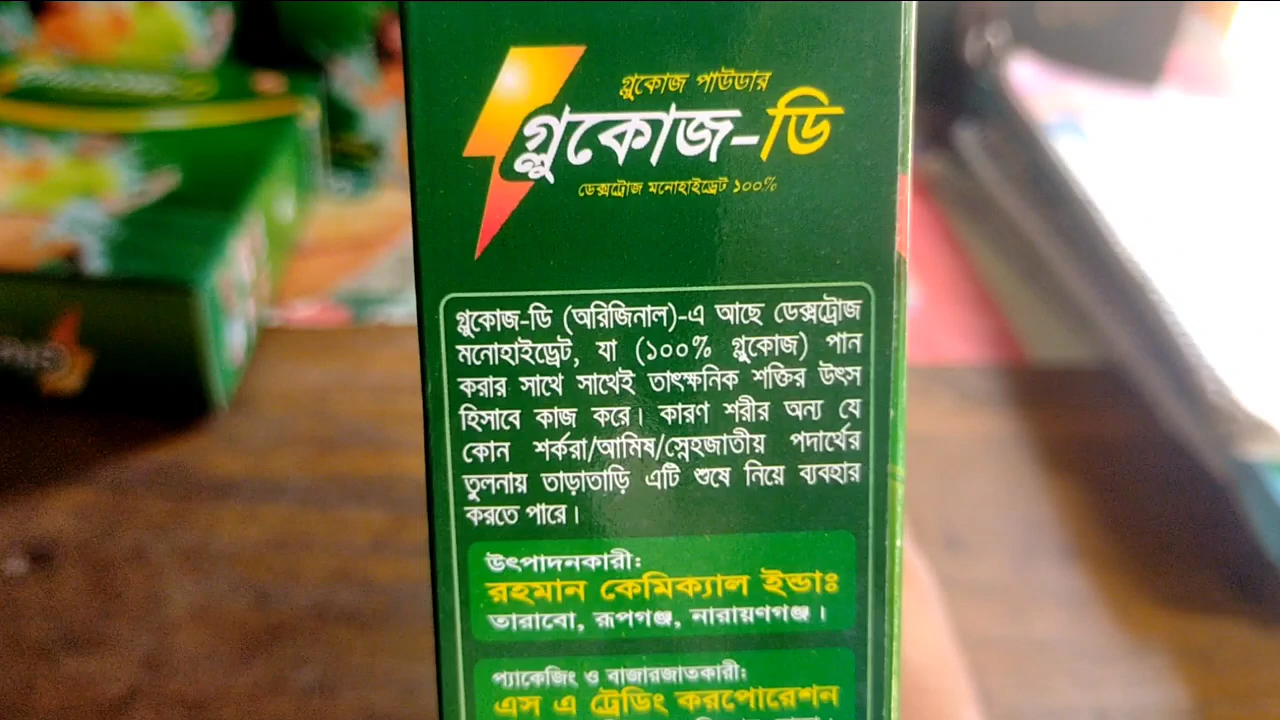 গ্লুকোজ পাউডার
গ্লুকোজ-ডি
ডেক্সট্রোজ মনোহাইড্রেট ১০০%
গ্লুকোজ-ডি (অরিজিনাল)-এ আছে ডেক্সট্রোজ
মনোহাইড্রেট, যা (১০০% গ্লুকোজ) পান
করার সাথে সাথেই তাৎক্ষনিক শক্তির উৎস
হিসাবে কাজ করে। কারণ শরীর অন্য যে
কোন শর্করা/আমিষ/স্নেহজাতীয় পদার্থের
তুলনায় তাড়াতাড়ি এটি শুষে নিয়ে ব্যবহার
করতে পারে।
উৎপাদনকারী:
রহমান কেমিক্যাল ইন্ডাঃ
তারাবো, রূপগঞ্জ, নারায়ণগঞ্জ।
প্যাকেজিং ও বাজারজাতকারী:
এস এ ট্রেডিং করপোরেশন